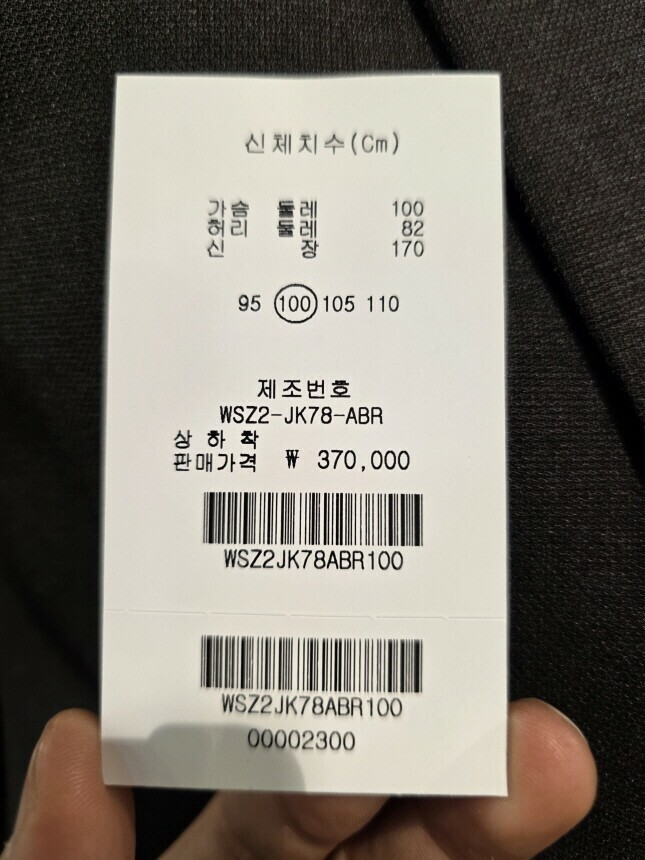 신체치수(Cm)
가슴 둘레 100
허리 둘레 82
신 장 170
95 100 105 110
제조번호
WSZ2-JK78-ABR
상 하 착
판매가격 ₩ 370,000
WSZ2JK78ABR100
WSZ2JK78ABR100
00002300